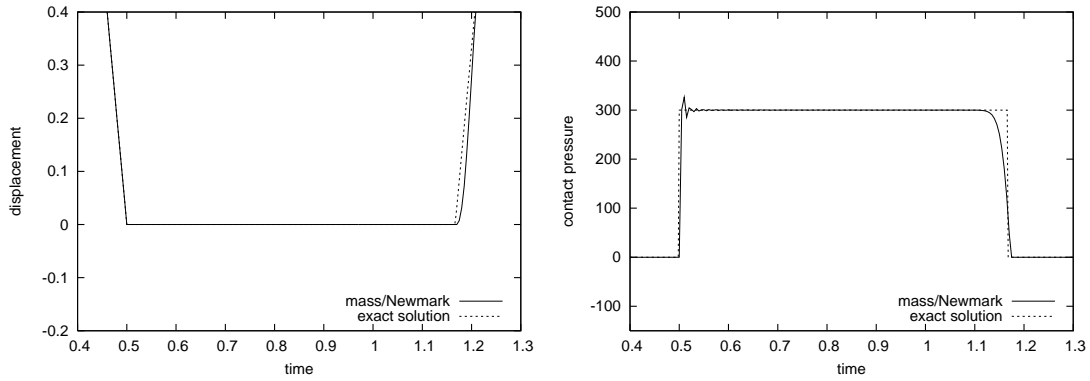 0.4
0.3
0.2
0.1
0
-0.1
-0.2
displacement
mass/Newmark
exact solution
0.4 0.5 0.6 0.7 0.8 0.9 1 1.1 1.2 1.3
time
500
400
300
200
100
0
-100
contact pressure
mass/Newmark
exact solution
0.4 0.5 0.6 0.7 0.8 0.9 1 1.1 1.2 1.3
time